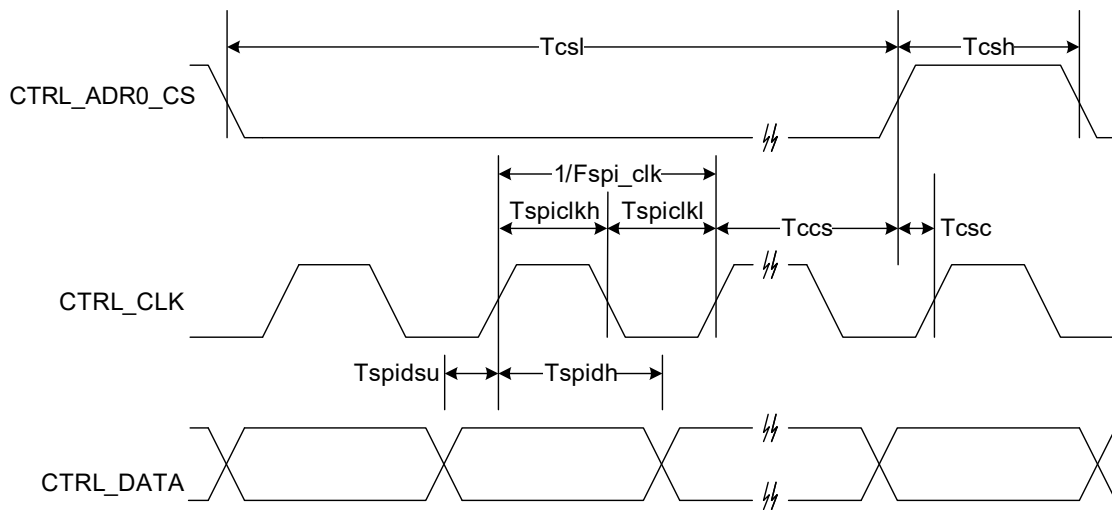 Tcsl
Tcsh
CTRL_ADR0_CS
1/Fspi_clk
Tspiclkh
Tspiclkl
Tccs
Tcsc
CTRL_CLK
Tspidsu
Tspidh
CTRL_DATA